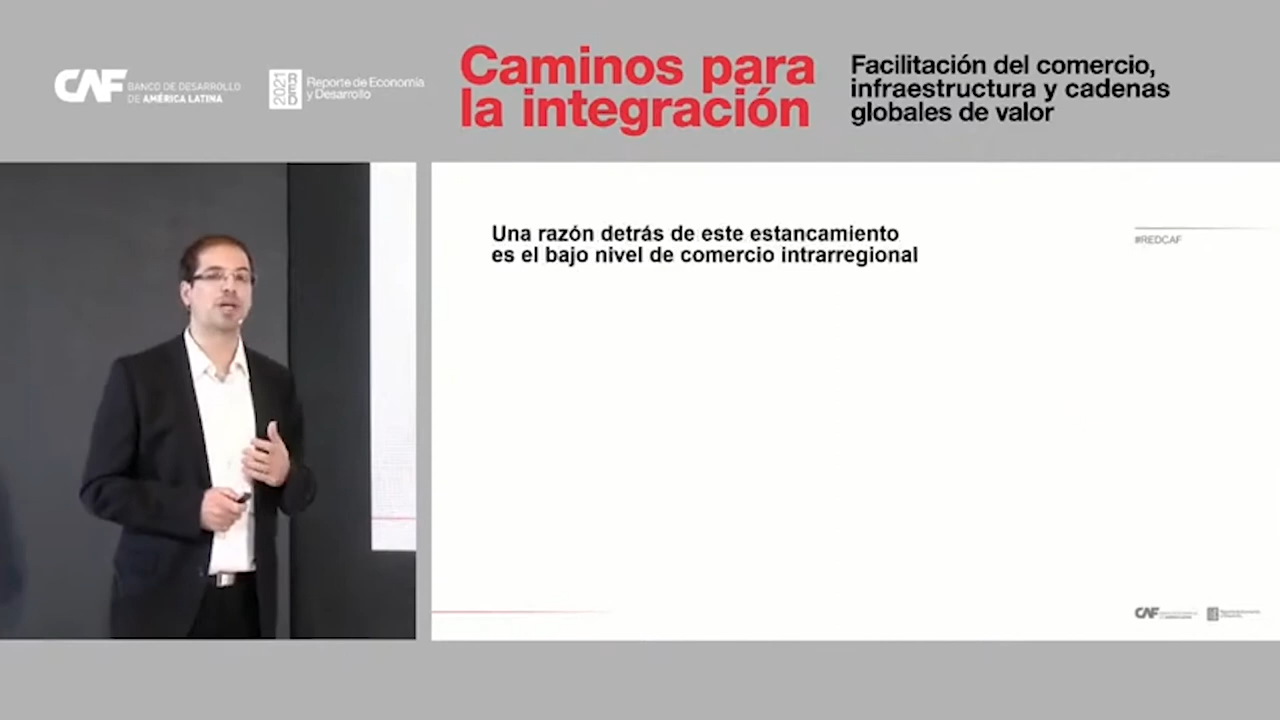 CAF
BANCO DE DESARROLLO
DE AMÉRICA LATINA
2021
RED
Reporte de Economía
y Desarrollo
Caminos para
la integración
Facilitación del comercio,
infraestructura y cadenas
globales de valor
Una razón detrás de este estancamiento
es el bajo nivel de comercio intrarregional
#REDCAF
CAF